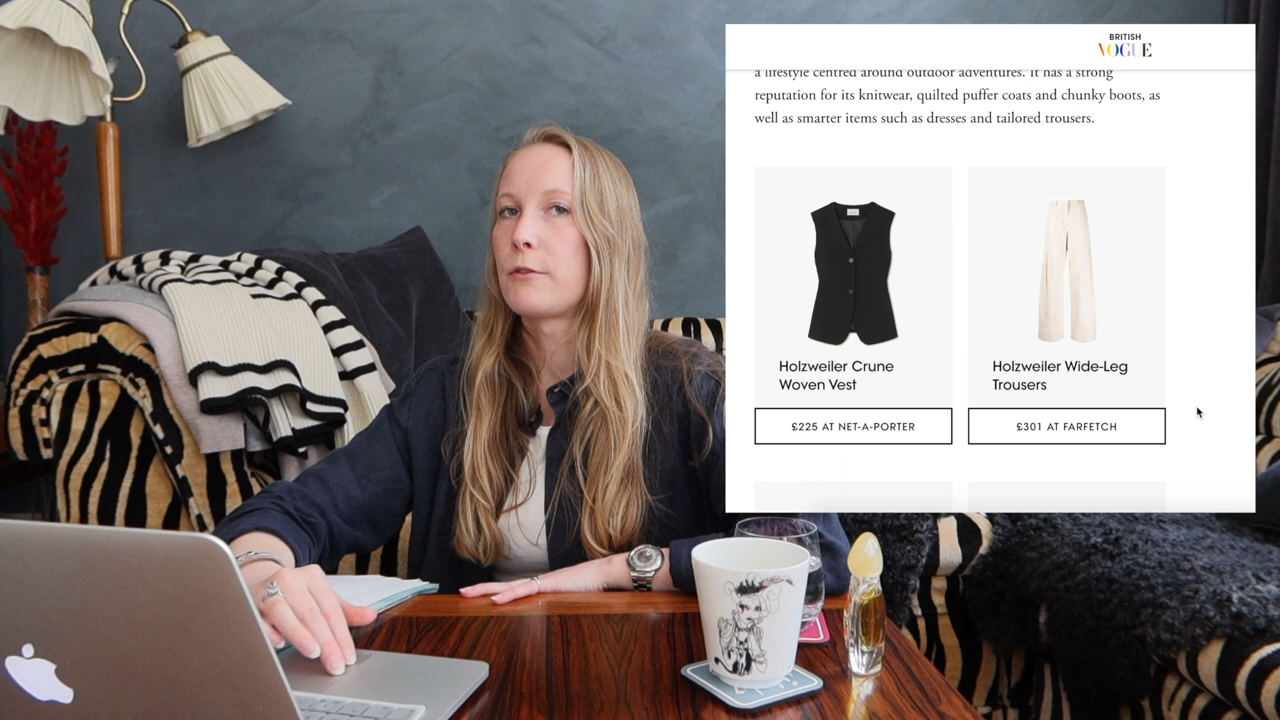 BRITISH
VOGUE
a lifestyle centred around outdoor adventures. It has a strong
reputation for its knitwear, quilted puffer coats and chunky boots, as
well as smarter items such as dresses and tailored trousers.
Holzweiler Crune
Woven Vest
£225 AT NET-A-PORTER
Holzweiler Wide-Leg
Trousers
£301 AT FARFETCH